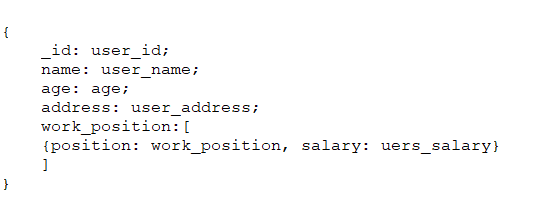 {
_id: user_id;
name: user_name;
age: age;
address: user_address;
work_position:[
{position: work_position, salary: uers_salary}
]
}